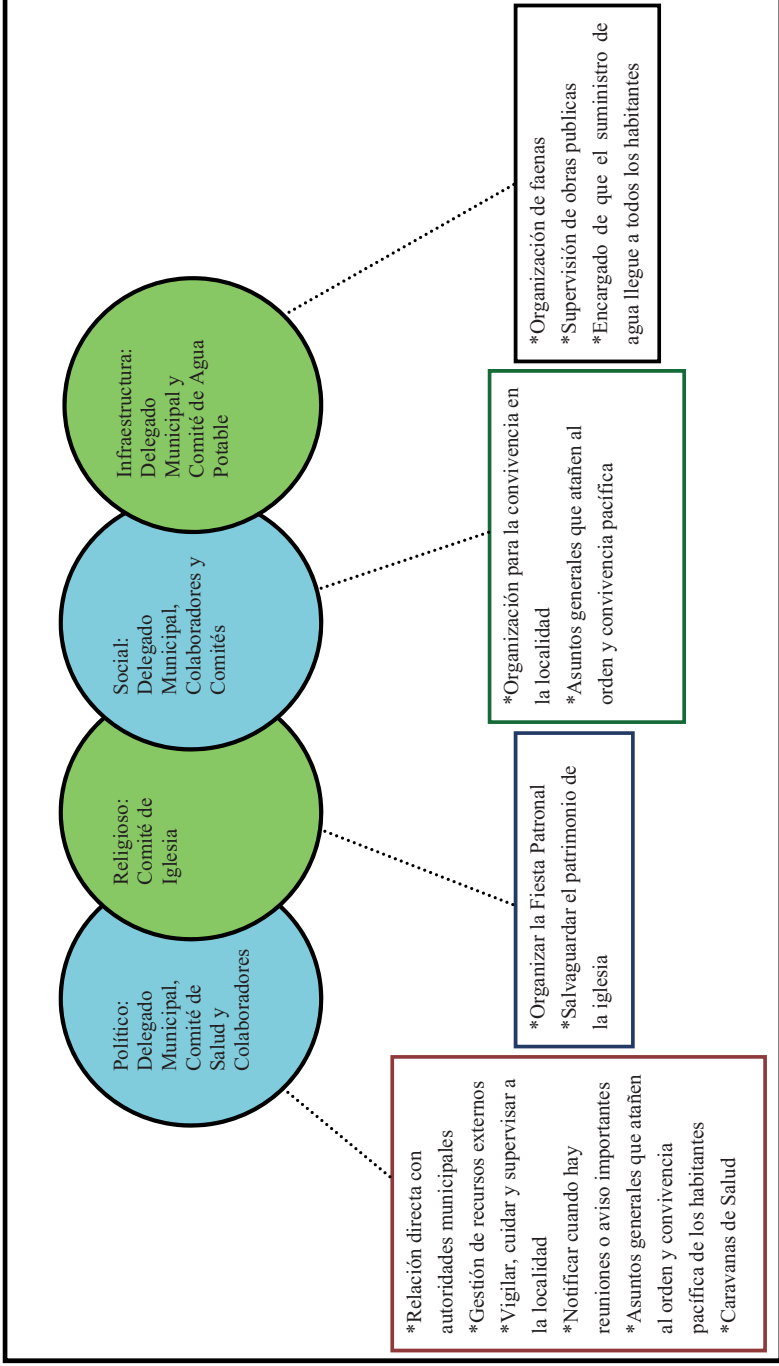 Político:
Delegado
Municipal,
Comité de
Salud y
Colaboradores
Religioso:
Comité de
Iglesia
Social:
Delegado
Municipal,
Colaboradores y
Comités
Infraestructura:
Delegado
Municipal y
Comité de Agua
Potable
*Relación directa con
autoridades municipales
*Gestión de recursos externos
*Vigilar, cuidar y supervisar a
la localidad
*Notificar cuando hay
reuniones o aviso importantes
*Asuntos generales que atañen
al orden y convivencia
pacífica de los habitantes
*Caravanas de Salud
*Organizar la Fiesta Patronal
*Salvaguardar el patrimonio de
la iglesia
*Organización para la convivencia en
la localidad
*Asuntos generales que atañen al
orden y convivencia pacífica
*Organización de faenas
*Supervisión de obras publicas
*Encargado de que el suministro de
agua llegue a todos los habitantes